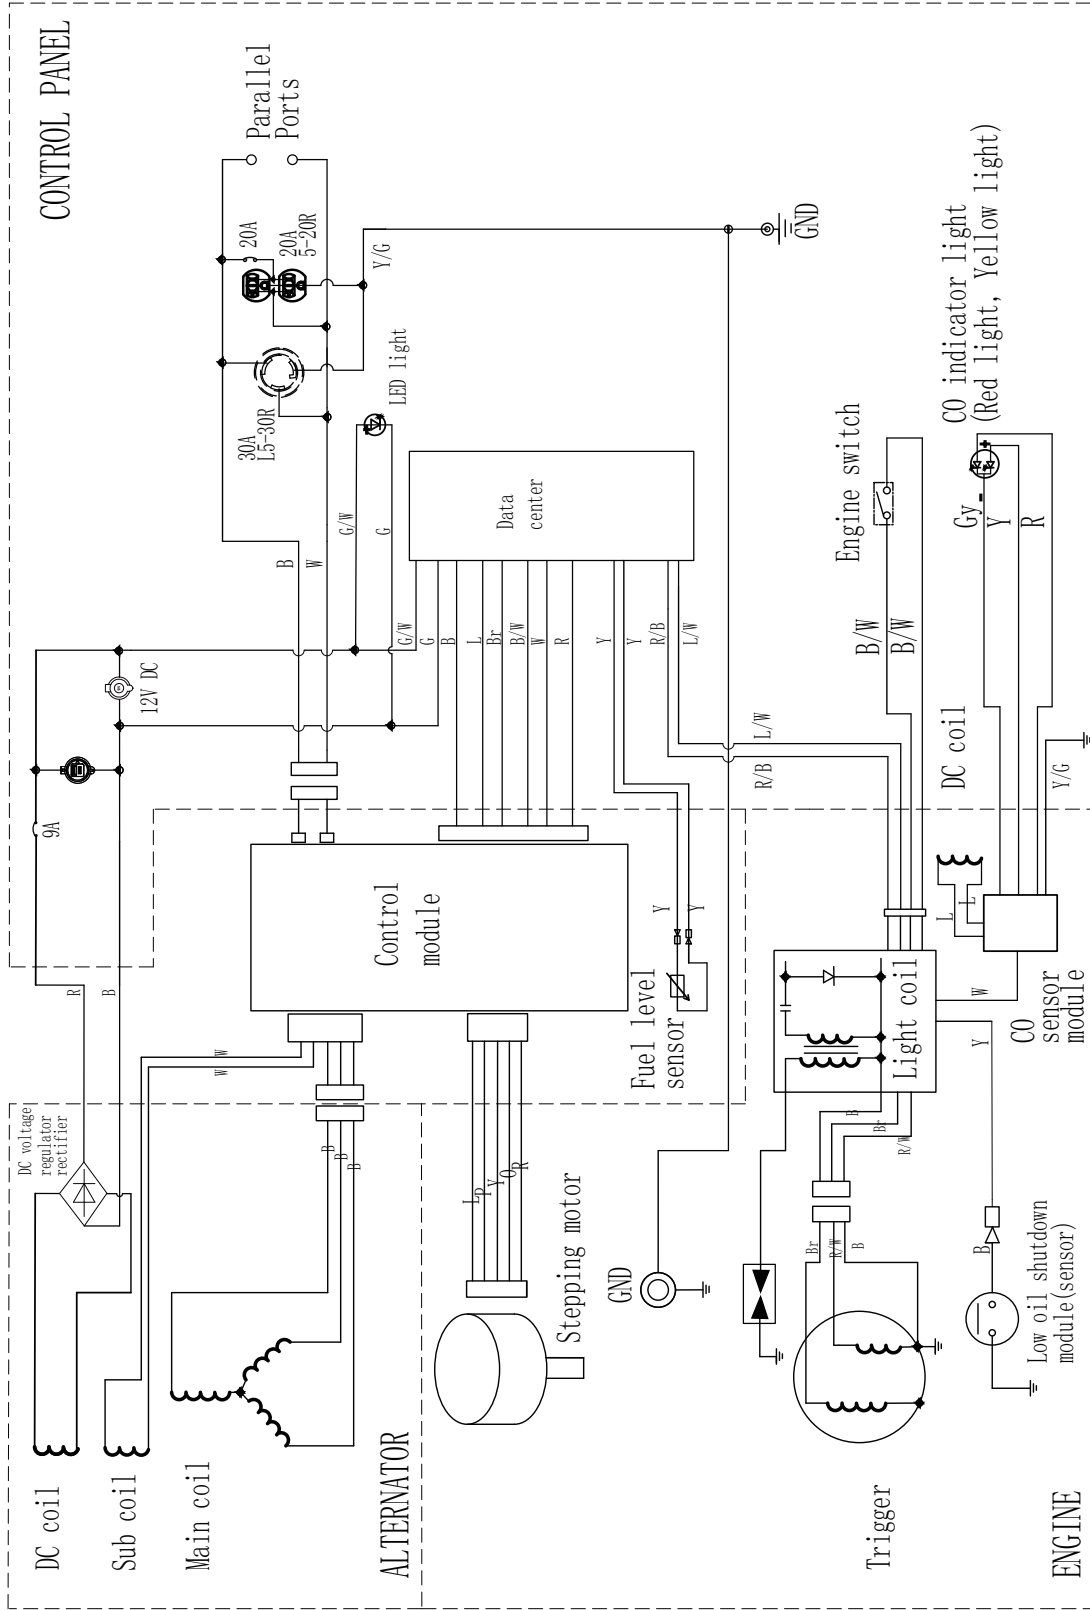 CONTROL PANEL
Parallel
Ports
20A
20A
5-20R
Y/G
GND
30A
L5-30R
LED light
CO indicator light
(Red light, Yellow light)
Engine switch
Data
center
G/W
G
B
W
12V DC
9A
G/W
G
B
L
Br
B/W
W
R
Y
Y
R/B
L/W
R/B
L/W
B/W
B/W
Gy
-
+
Y
R
DC coil
Y/G
L
L
Control
module
Y
Y
Fuel level
sensor
Light coil
W
Y
CO
sensor
module
R
B
W
W
DC voltage
regulator
rectifier
B
B
B
L
P
Y
O
R
Stepping motor
GND
B
Br
R/W
Br
R/W
B
B
Low oil shutdown
module(sensor)
DC coil
Sub coil
Main coil
ALTERNATOR
Trigger
ENGINE